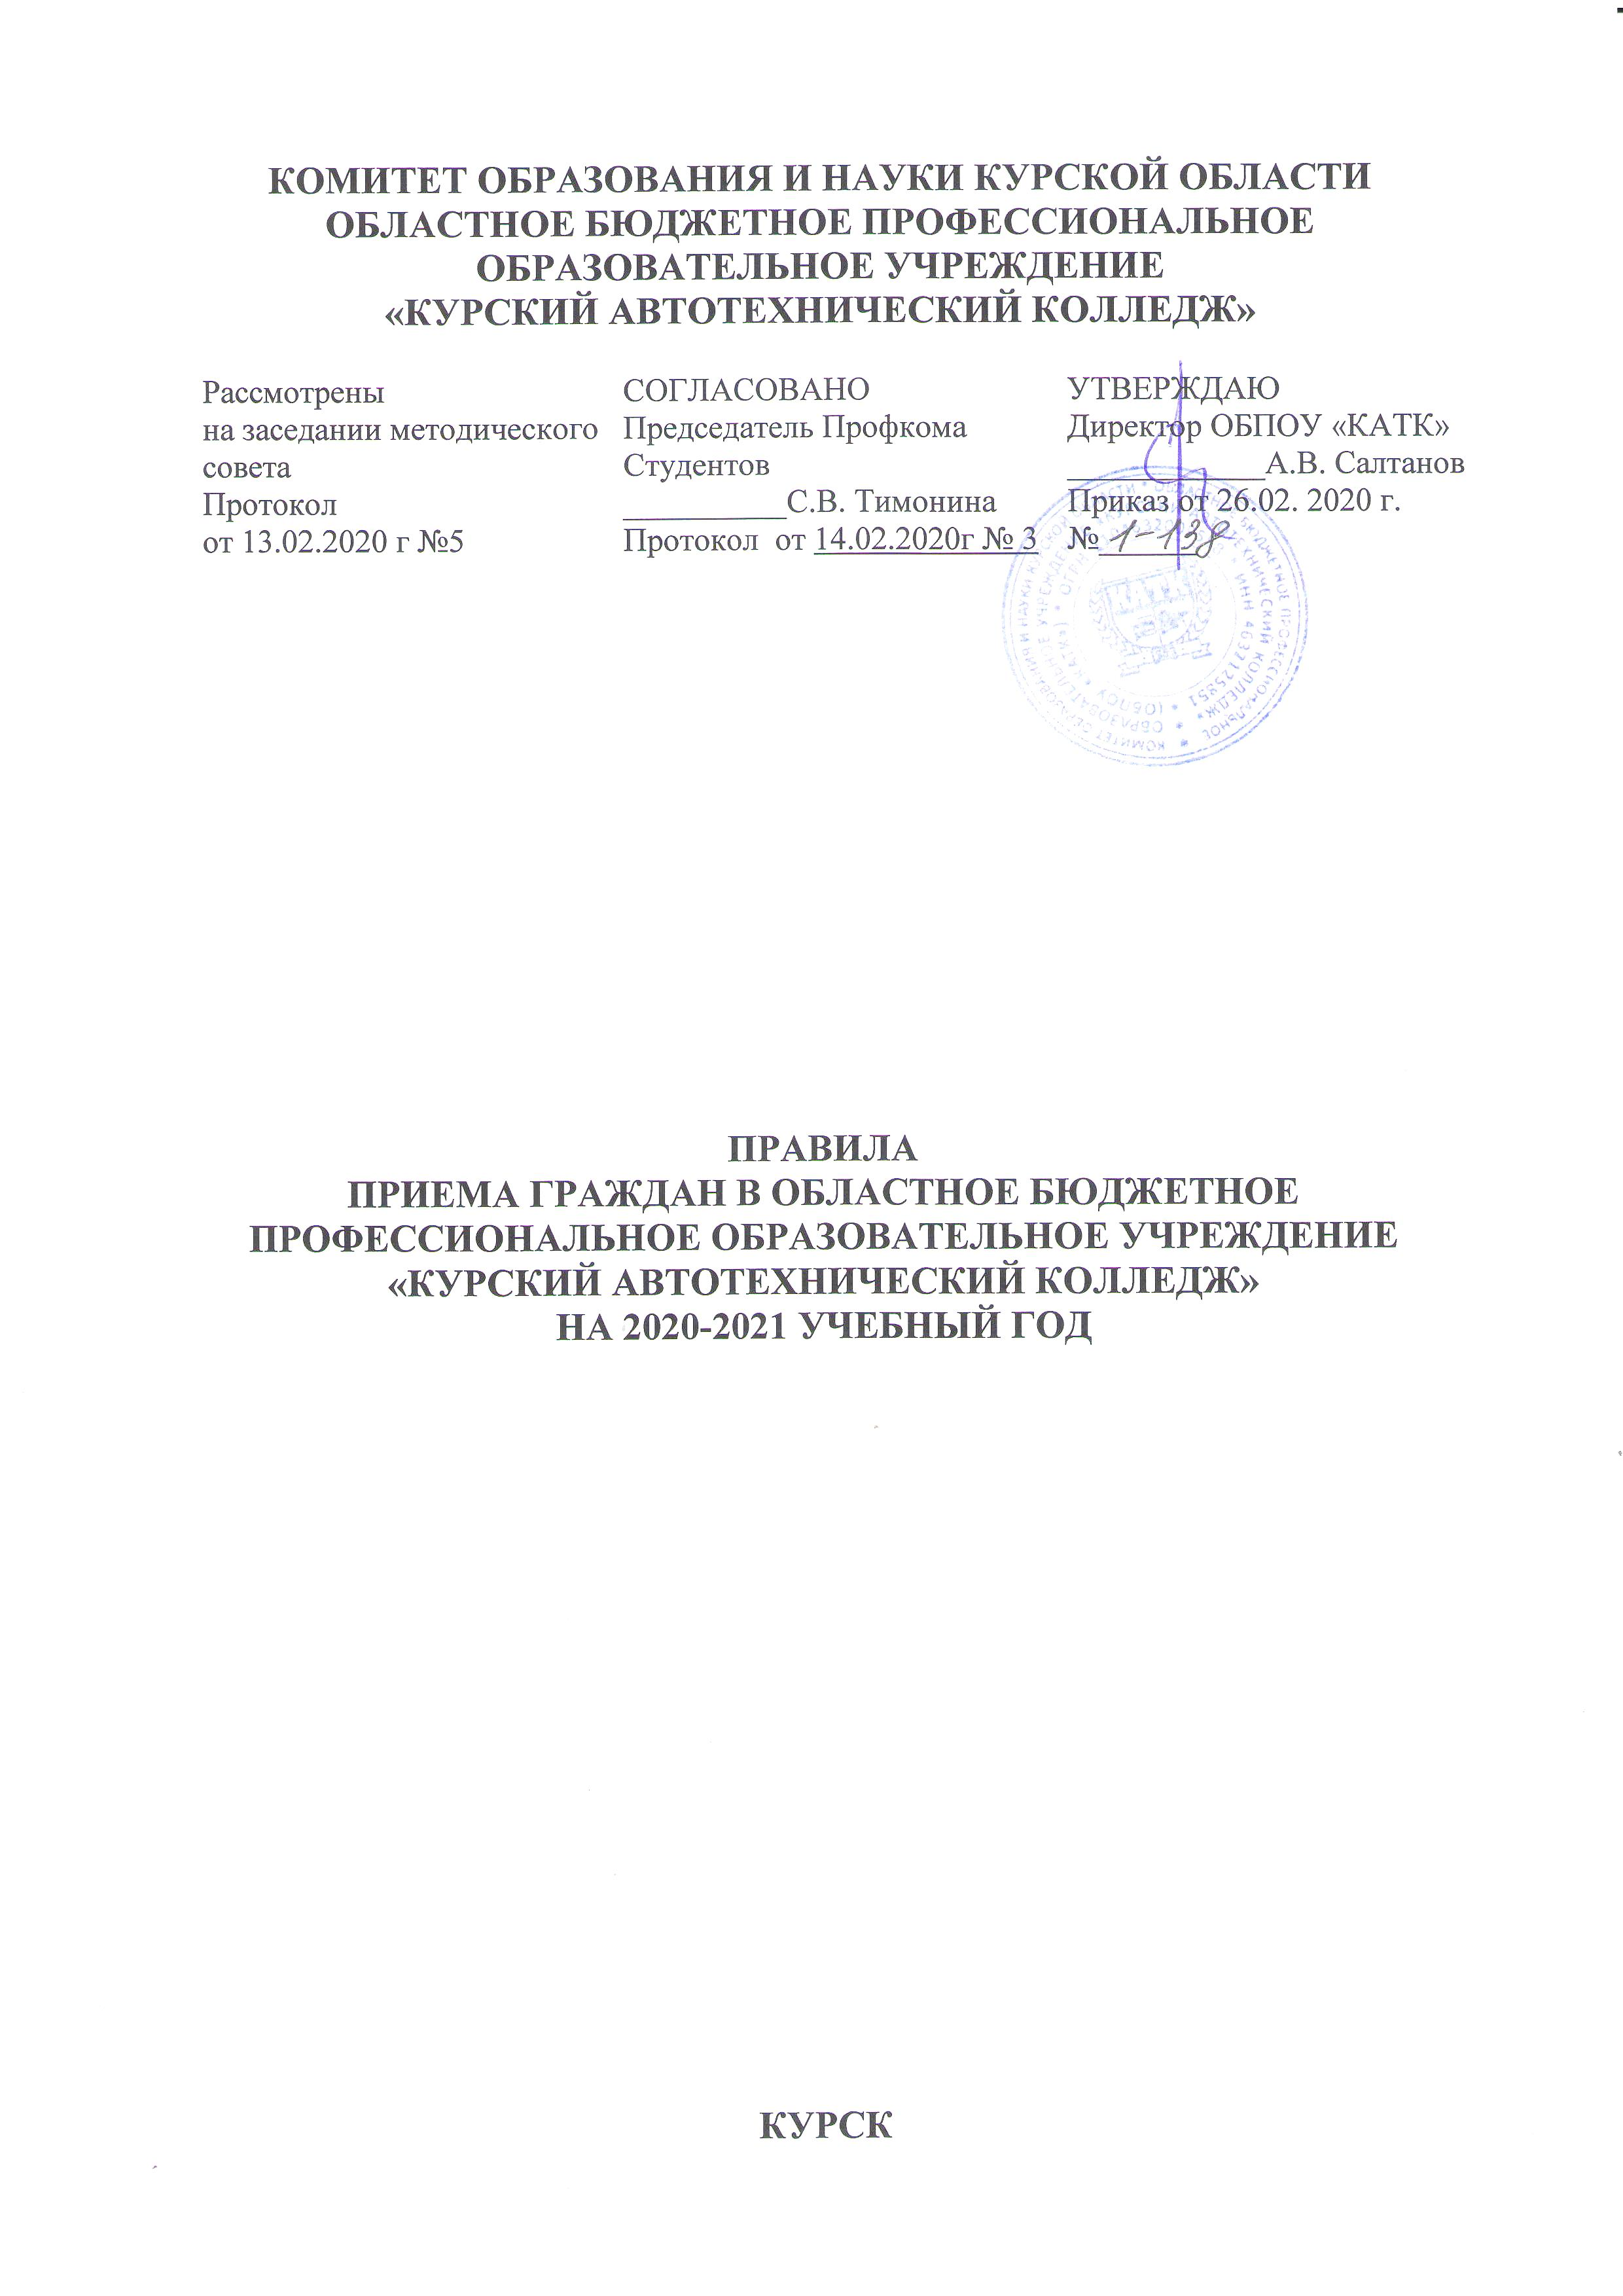 КОМИТЕТ ОБРАЗОВАНИЯ И НАУКИ КУРСКОЙ ОБЛАСТИ
ОБЛАСТНОЕ БЮДЖЕТНОЕ ПРОФЕССИОНАЛЬНОЕ
ОБРАЗОВАТЕЛЬНОЕ УЧРЕЖДЕНИЕ
«КУРСКИЙ АВТОТЕХНИЧЕСКИЙ КОЛЛЕДЖ»
Рассмотрены
на заседании методического
совета
Протокол
от 13.02.2020 г №5
СОГЛАСОВАНО
Председатель Профкома
Студентов
__________С.В. Тимонина
Протокол от 14.02.2020г № 3
УТВЕРЖДАЮ
Директор ОБПОУ «КАТК»
____________А.В. Салтанов
Приказ от 26.02. 2020 г.
№ 1-138
КАТК
ПРАВИЛА
ПРИЕМА ГРАЖДАН В ОБЛАСТНОЕ БЮДЖЕТНОЕ
ПРОФЕССИОНАЛЬНОЕ ОБРАЗОВАТЕЛЬНОЕ УЧРЕЖДЕНИЕ
«КУРСКИЙ АВТОТЕХНИЧЕСКИЙ КОЛЛЕДЖ»
НА 2020-2021 УЧЕБНЫЙ ГОД
КУРСК